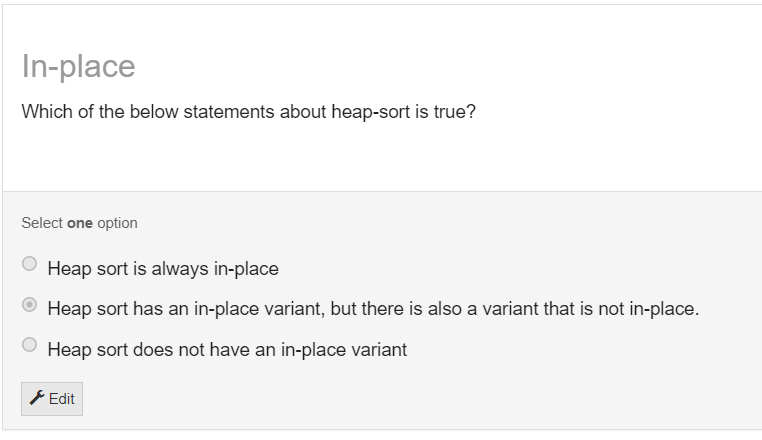 In-place
Which of the below statements about heap-sort is true?
Select one option
Heap sort is always in-place
Heap sort has an in-place variant, but there is also a variant that is not in-place.
Heap sort does not have an in-place variant
Edit